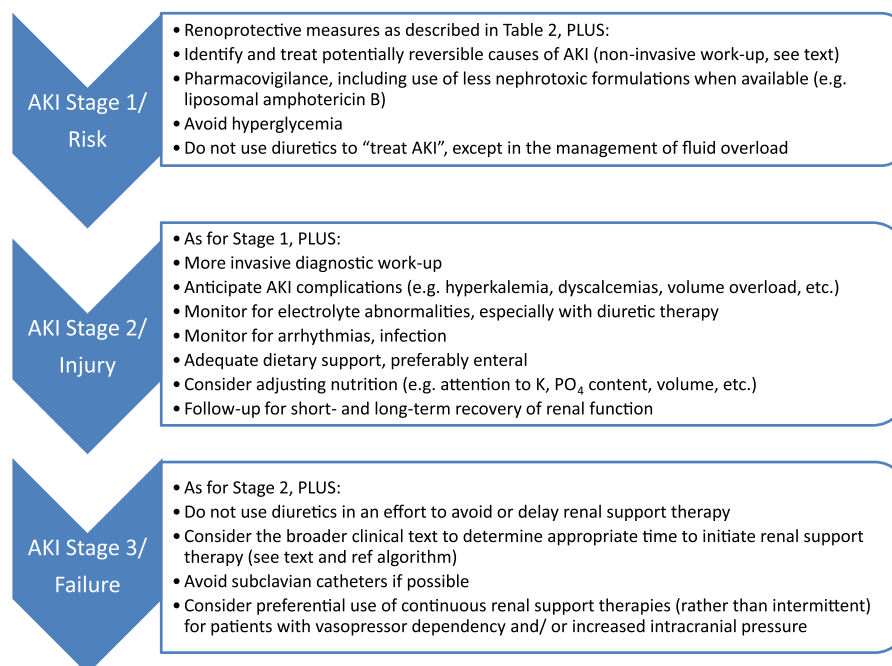 AKI Stage 1/
Risk
• Renoprotective measures as described in Table 2, PLUS:
• Identify and treat potentially reversible causes of AKI (non-invasive work-up, see text)
• Pharmacovigilance, including use of less nephrotoxic formulations when available (e.g.
liposomal amphotericin B)
• Avoid hyperglycemia
• Do not use diuretics to “treat AKI”, except in the management of fluid overload
AKI Stage 2/
Injury
• As for Stage 1, PLUS:
• More invasive diagnostic work-up
• Anticipate AKI complications (e.g. hyperkalemia, dyscalcemias, volume overload, etc.)
• Monitor for electrolyte abnormalities, especially with diuretic therapy
• Monitor for arrhythmias, infection
• Adequate dietary support, preferably enteral
• Consider adjusting nutrition (e.g. attention to K, PO4 content, volume, etc.)
• Follow-up for short- and long-term recovery of renal function
AKI Stage 3/
Failure
• As for Stage 2, PLUS:
• Do not use diuretics in an effort to avoid or delay renal support therapy
• Consider the broader clinical text to determine appropriate time to initiate renal support
therapy (see text and ref algorithm)
• Avoid subclavian catheters if possible
• Consider preferential use of continuous renal support therapies (rather than intermittent)
for patients with vasopressor dependency and/ or increased intracranial pressure